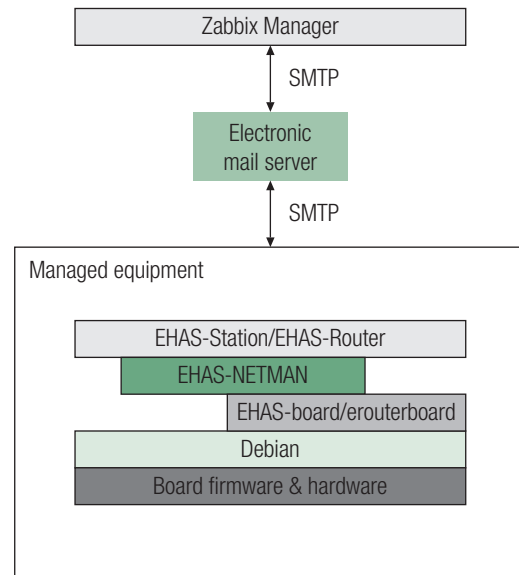 Zabbix Manager
SMTP
Electronic
mail server
SMTP
Managed equipment
EHAS-Station/EHAS-Router
EHAS-NETMAN
EHAS-board/erouterboard
Debian
Board firmware & hardware